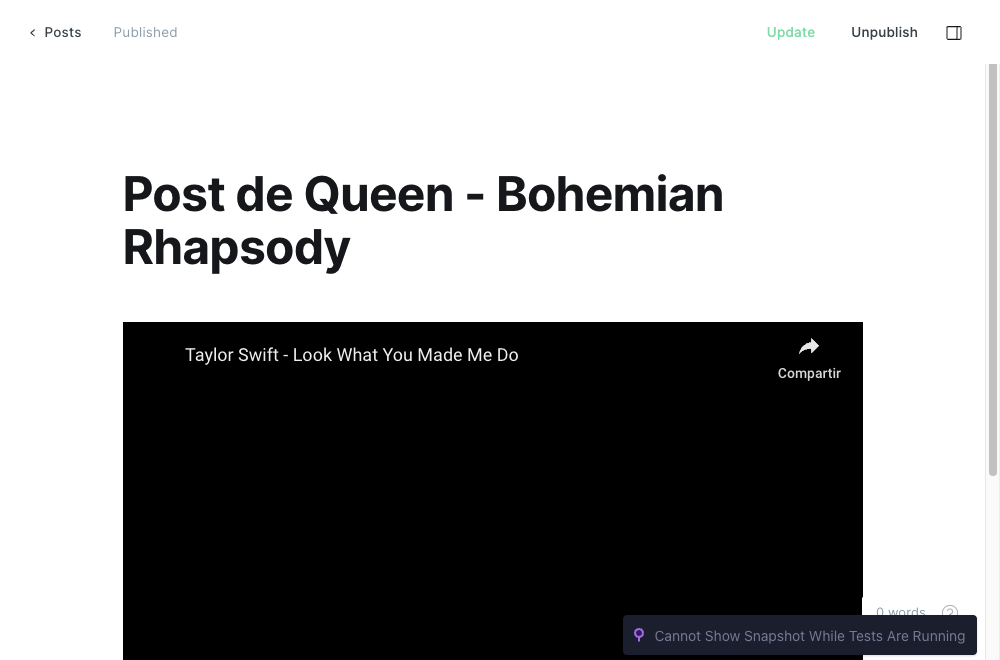 Posts
Published
Update
Unpublish
Post de Queen - Bohemian
Rhapsody
Taylor Swift - Look What You Made Me Do
Compartir
0 words
?
Cannot Show Snapshot While Tests Are Running